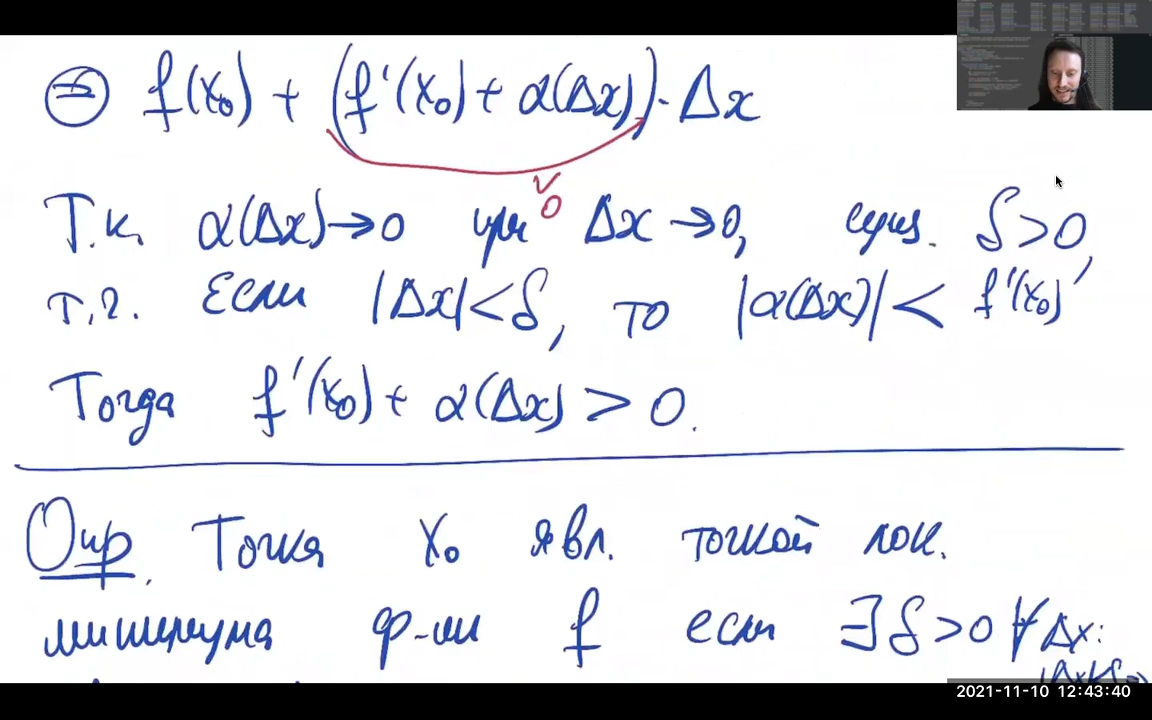 ⊜ f(x₀) + (f'(x₀) + α(Δx)) · Δx
∨
0
Т.к. α(Δx) → 0 при Δx → 0, сущ. δ > 0,
т.ч. Если |Δx| < δ, то |α(Δx)| < f'(x₀)
Тогда f'(x₀) + α(Δx) > 0.
Опр. Точка x₀ явл. точкой лок.
минимума ф-ии f если ∃ δ > 0 ∀ Δx:
2021-11-10 12:43:40